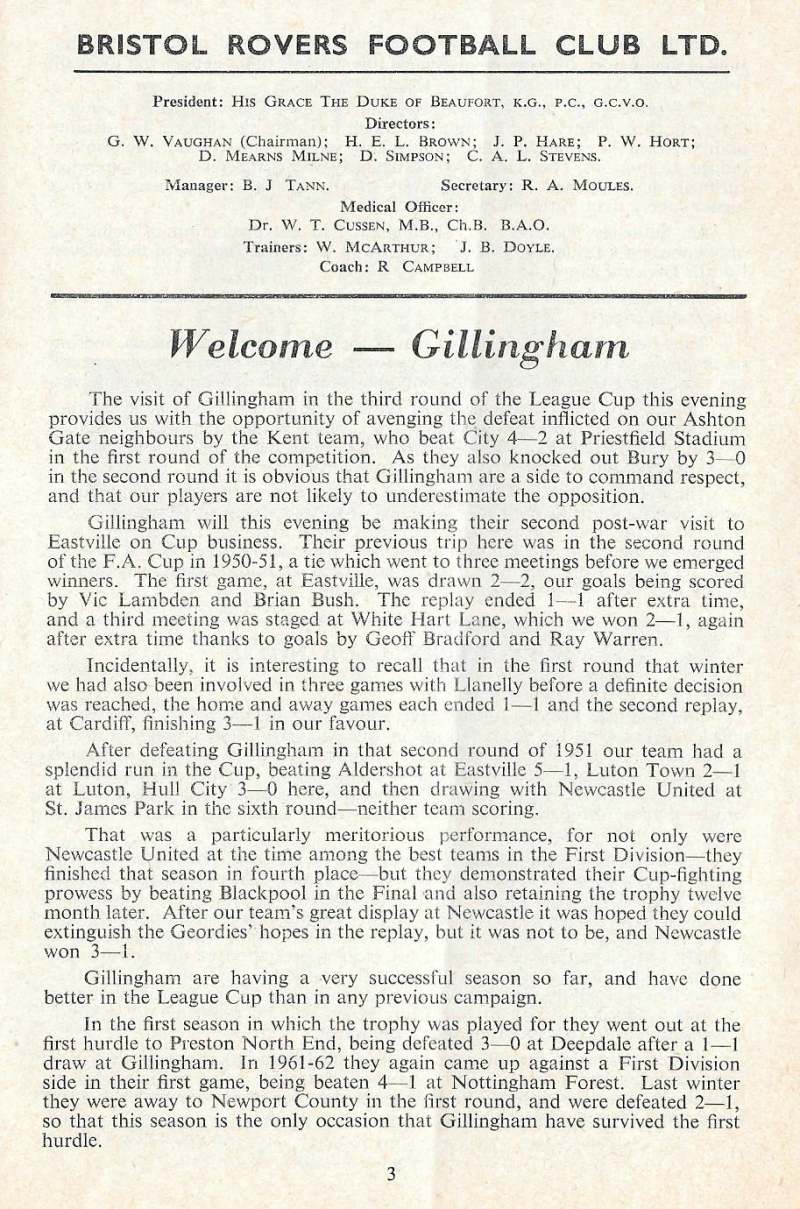 BRISTOL ROVERS FOOTBALL CLUB LTD.
President: HIS GRACE THE DUKE OF BEAUFORT, K.G., P.C., G.C.V.O.
Directors:
G. W. VAUGHAN (Chairman); H. E. L. BROWN; J. P. HARE; P. W. HORT;
D. MEARNS MILNE; D. SIMPSON; C. A. L. STEVENS.
Manager: B. J TANN. Secretary: R. A. MOULES.
Medical Officer:
Dr. W. T. CUSSEN, M.B., Ch.B. B.A.O.
Trainers: W. MCARTHUR; J. B. DOYLE.
Coach: R CAMPBELL
Welcome — Gillingham
The visit of Gillingham in the third round of the League Cup this evening
provides us with the opportunity of avenging the defeat inflicted on our Ashton
Gate neighbours by the Kent team, who beat City 4—2 at Priestfield Stadium
in the first round of the competition. As they also knocked out Bury by 3—0
in the second round it is obvious that Gillingham are a side to command respect,
and that our players are not likely to underestimate the opposition.
Gillingham will this evening be making their second post-war visit to
Eastville on Cup business. Their previous trip here was in the second round
of the F.A. Cup in 1950-51, a tie which went to three meetings before we emerged
winners. The first game, at Eastville, was drawn 2—2, our goals being scored
by Vic Lambden and Brian Bush. The replay ended 1—1 after extra time,
and a third meeting was staged at White Hart Lane, which we won 2—1, again
after extra time thanks to goals by Geoff Bradford and Ray Warren.
Incidentally, it is interesting to recall that in the first round that winter
we had also been involved in three games with Llanelly before a definite decision
was reached, the home and away games each ended 1—1 and the second replay,
at Cardiff, finishing 3—1 in our favour.
After defeating Gillingham in that second round of 1951 our team had a
splendid run in the Cup, beating Aldershot at Eastville 5—1, Luton Town 2—1
at Luton, Hull City 3—0 here, and then drawing with Newcastle United at
St. James Park in the sixth round—neither team scoring.
That was a particularly meritorious performance, for not only were
Newcastle United at the time among the best teams in the First Division—they
finished that season in fourth place—but they demonstrated their Cup-fighting
prowess by beating Blackpool in the Final and also retaining the trophy twelve
month later. After our team's great display at Newcastle it was hoped they could
extinguish the Geordies' hopes in the replay, but it was not to be, and Newcastle
won 3—1.
Gillingham are having a very successful season so far, and have done
better in the League Cup than in any previous campaign.
In the first season in which the trophy was played for they went out at the
first hurdle to Preston North End, being defeated 3—0 at Deepdale after a 1—1
draw at Gillingham. In 1961-62 they again came up against a First Division
side in their first game, being beaten 4—1 at Nottingham Forest. Last winter
they were away to Newport County in the first round, and were defeated 2—1,
so that this season is the only occasion that Gillingham have survived the first
hurdle.
3